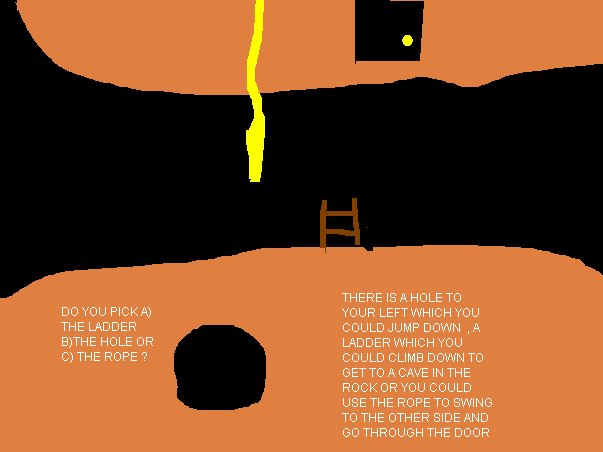 DO YOU PICK A)
THE LADDER
B)THE HOLE OR
C) THE ROPE ?
THERE IS A HOLE TO
YOUR LEFT WHICH YOU
COULD JUMP DOWN , A
LADDER WHICH YOU
COULD CLIMB DOWN TO
GET TO A CAVE IN THE
ROCK OR YOU COULD
USE THE ROPE TO SWING
TO THE OTHER SIDE AND
GO THROUGH THE DOOR